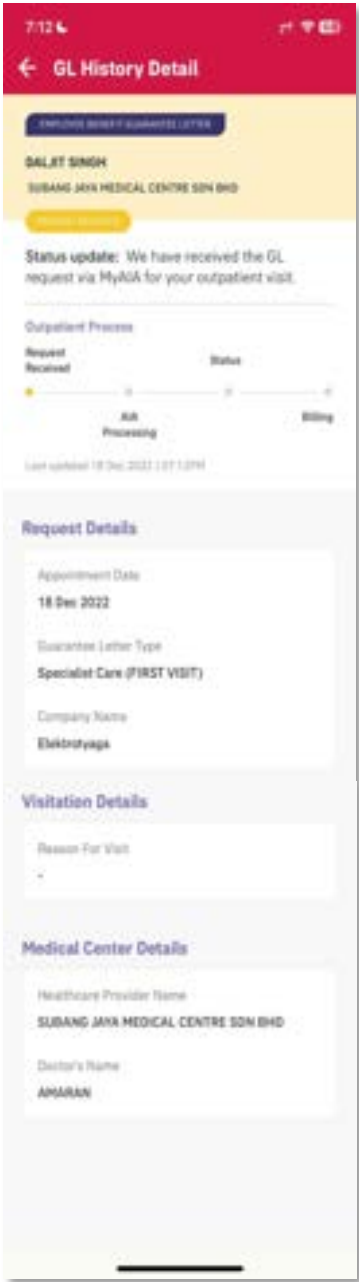 7:12
GL History Detail
EMPLOYEE BENEFIT GUARANTEE LETTER
DALJIT SINGH
SUBANG JAYA MEDICAL CENTRE SDN BHD
Status update: We have received the GL
request via MyAIA for your outpatient visit.
Outpatient Process
Request
Received
Status
AIA
Processing
Billing
Last updated 18 Dec 2022 | 07:12PM
Request Details
Appointment Date
18 Dec 2022
Guarantee Letter Type
Specialist Care (FIRST VISIT)
Company Name
Elektrotyaga
Visitation Details
Reason For Visit
-
Medical Center Details
Healthcare Provider Name
SUBANG JAYA MEDICAL CENTRE SDN BHD
Doctor's Name
AMARAN